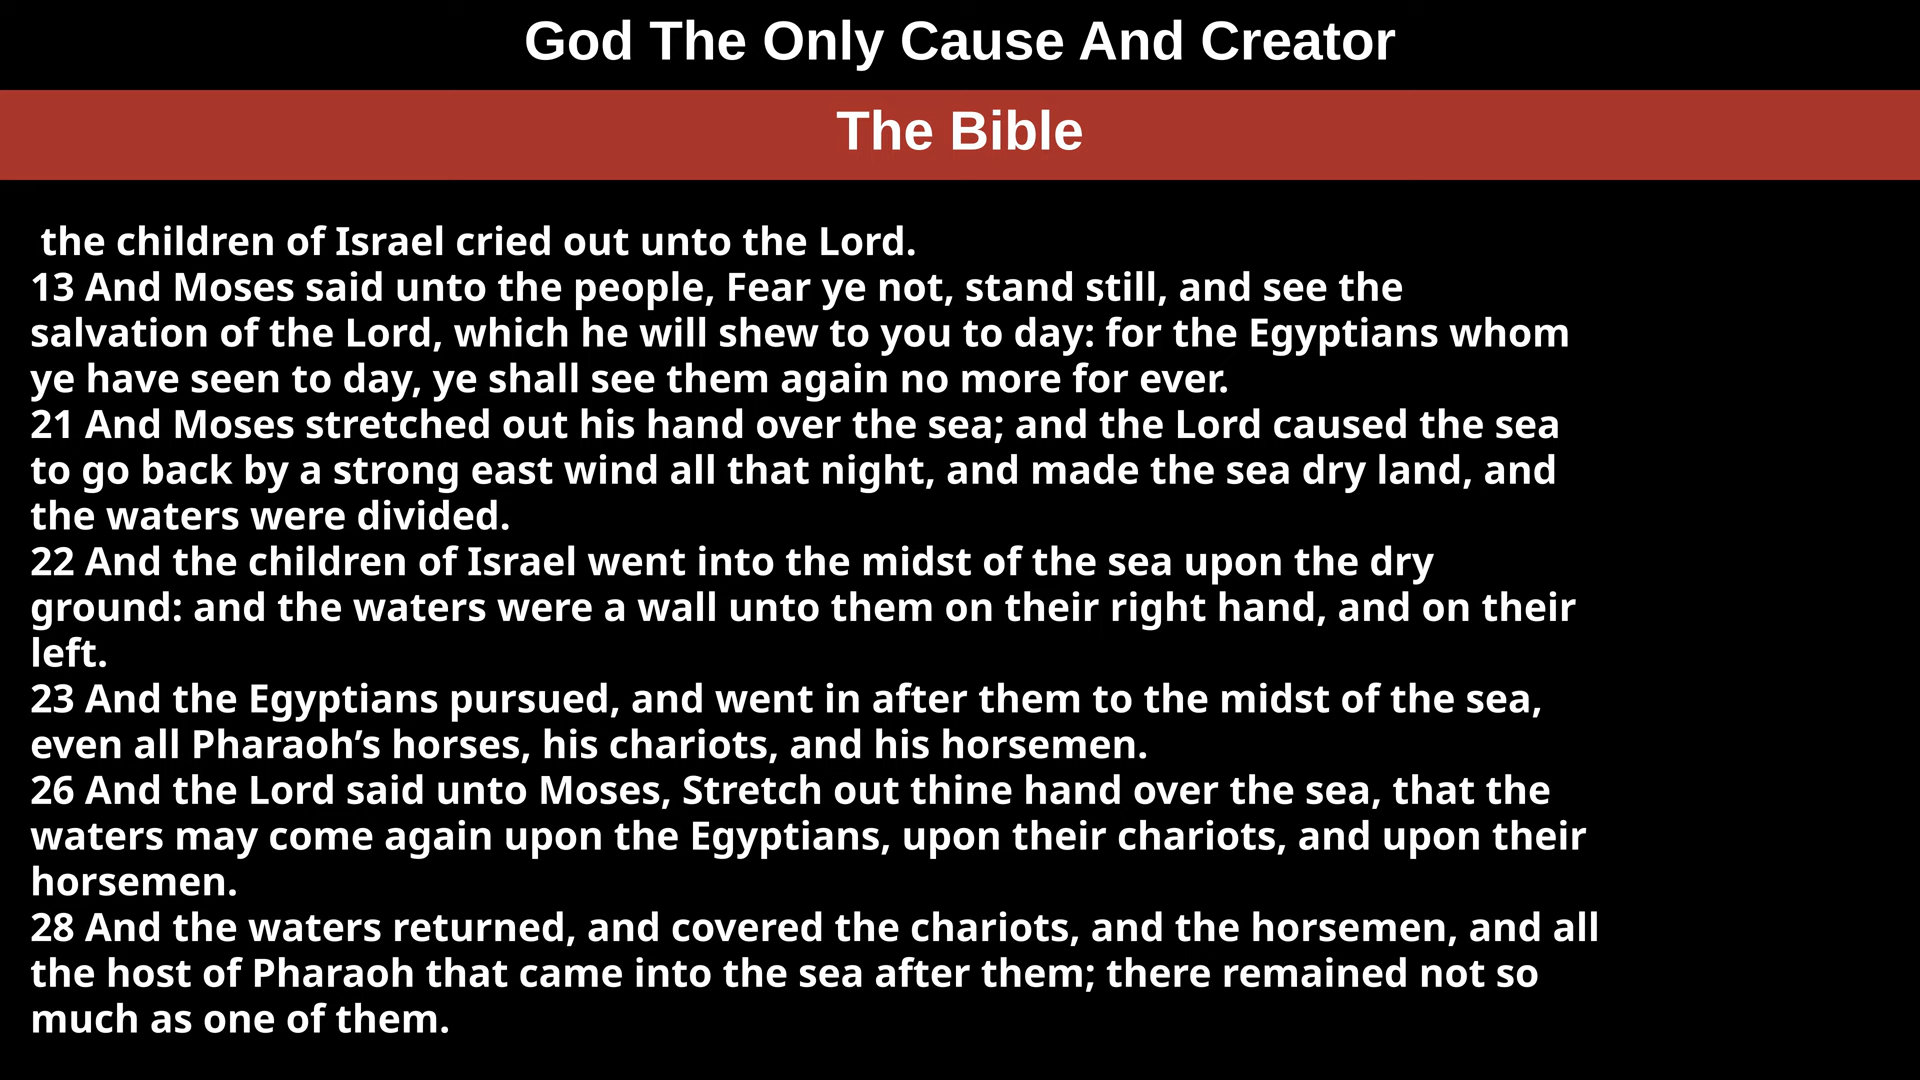 God The Only Cause And Creator
The Bible
the children of Israel cried out unto the Lord.
13 And Moses said unto the people, Fear ye not, stand still, and see the
salvation of the Lord, which he will shew to you to day: for the Egyptians whom
ye have seen to day, ye shall see them again no more for ever.
21 And Moses stretched out his hand over the sea; and the Lord caused the sea
to go back by a strong east wind all that night, and made the sea dry land, and
the waters were divided.
22 And the children of Israel went into the midst of the sea upon the dry
ground: and the waters were a wall unto them on their right hand, and on their
left.
23 And the Egyptians pursued, and went in after them to the midst of the sea,
even all Pharaoh’s horses, his chariots, and his horsemen.
26 And the Lord said unto Moses, Stretch out thine hand over the sea, that the
waters may come again upon the Egyptians, upon their chariots, and upon their
horsemen.
28 And the waters returned, and covered the chariots, and the horsemen, and all
the host of Pharaoh that came into the sea after them; there remained not so
much as one of them.